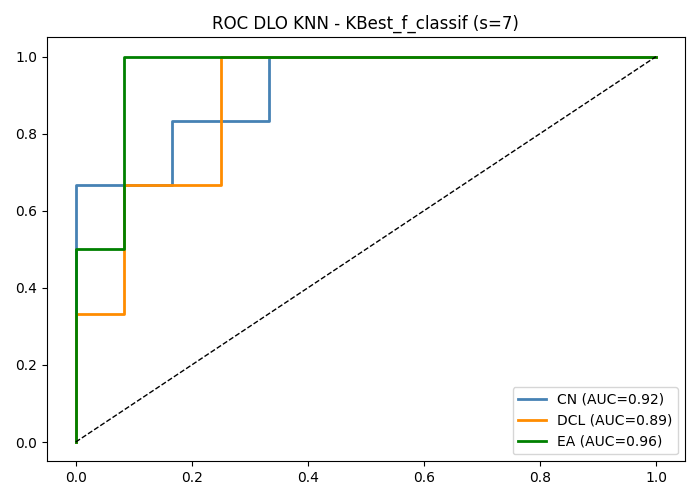 ROC DLO KNN - KBest_f_classif (s=7)
1.0
0.8
0.6
0.4
0.2
0.0
0.0 0.2 0.4 0.6 0.8 1.0
CN (AUC=0.92)
DCL (AUC=0.89)
EA (AUC=0.96)